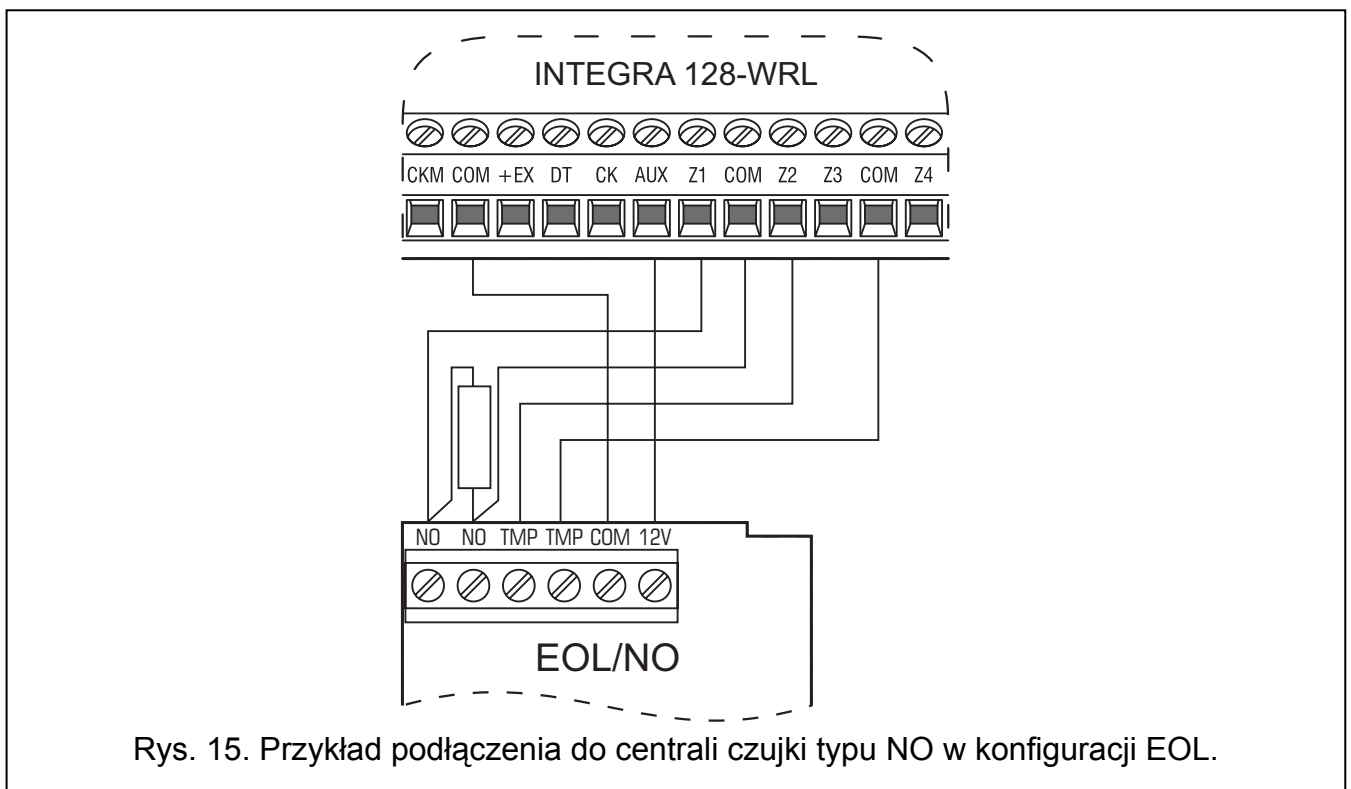 INTEGRA 128-WRL
CKM COM +EX DT CK AUX Z1 COM Z2 Z3 COM Z4
NO NO TMP TMP COM 12V
EOL/NO
Rys. 15. Przykład podłączenia do centrali czujki typu NO w konfiguracji EOL.